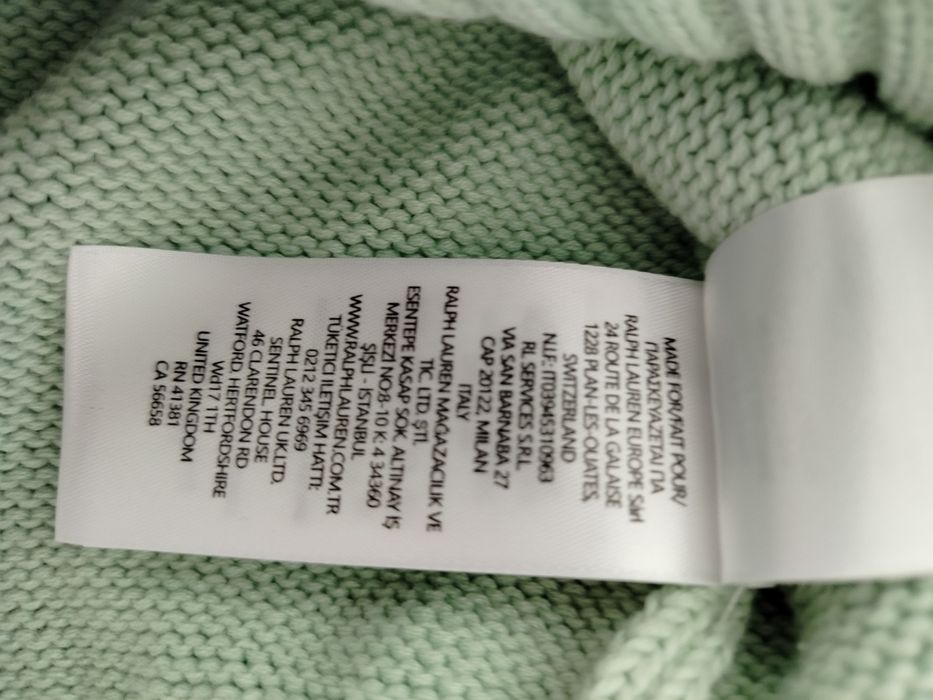 MADE FOR/FAIT POUR/
ΠΑΡΑΣΚΕΥΑΖΕΤΑΙ ΓΙΑ
RALPH LAUREN EUROPE Sàrl
24 ROUTE DE LA GALAISE
1228 PLAN-LES-OUATES,
SWITZERLAND
N.I.F: IT03945310963
RL SERVICES S.R.L.
VIA SAN BARNABA 27
CAP 20122, MILAN
ITALY
RALPH LAUREN MAĞAZACILIK VE
TİC. LTD. ŞTİ.
ESENTEPE KASAP SOK. ALTINAY İŞ
MERKEZİ NO:8-10 K: 4 34360
ŞİŞLİ - İSTANBUL
WWW.RALPHLAUREN.COM.TR
TÜKETİCİ İLETİŞİM HATTI:
0212 345 6969
RALPH LAUREN UK LTD.
SENTINEL HOUSE
46 CLARENDON RD
WATFORD, HERTFORDSHIRE
Wd17 1TH
UNITED KINGDOM
RN 41381
CA 56658